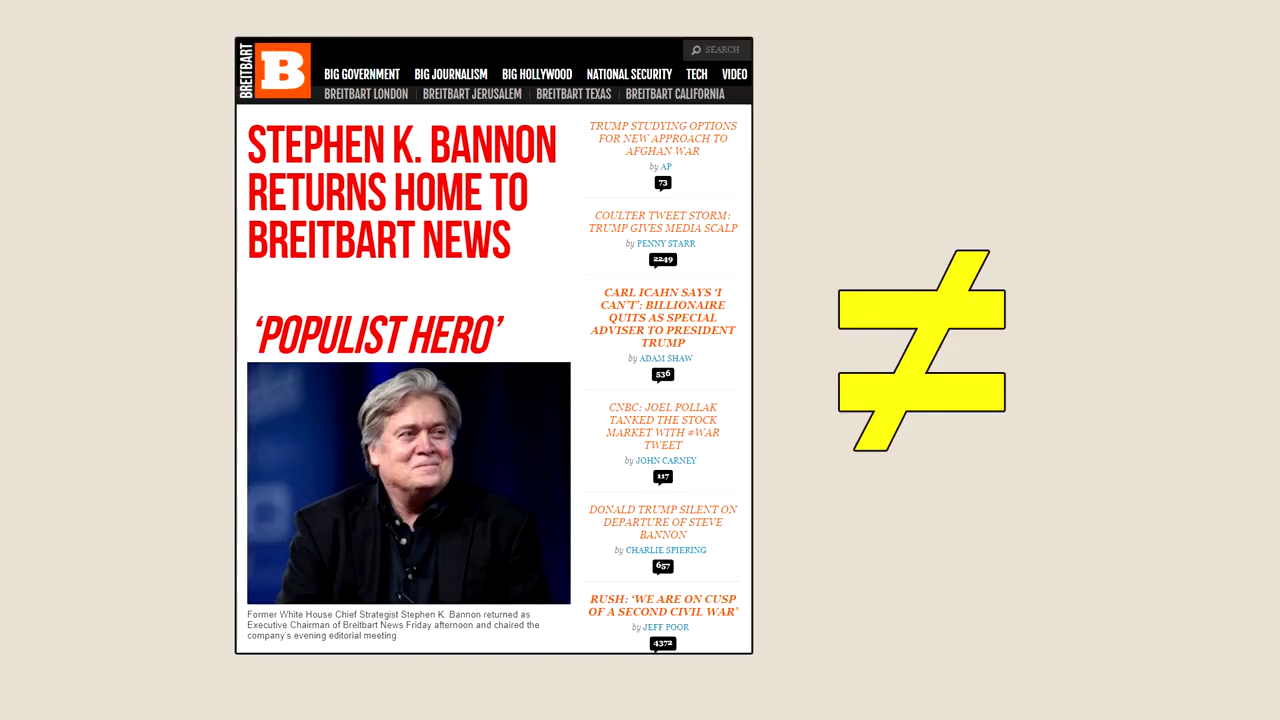 BREITBART
B
SEARCH
BIG GOVERNMENT BIG JOURNALISM BIG HOLLYWOOD NATIONAL SECURITY TECH VIDEO
BREITBART LONDON BREITBART JERUSALEM BREITBART TEXAS BREITBART CALIFORNIA
STEPHEN K. BANNON
RETURNS HOME TO
BREITBART NEWS
‘POPULIST HERO’
Former White House Chief Strategist Stephen K. Bannon returned as
Executive Chairman of Breitbart News Friday afternoon and chaired the
company's evening editorial meeting.
TRUMP STUDYING OPTIONS
FOR NEW APPROACH TO
AFGHAN WAR
by AP
73
COULTER TWEET STORM:
TRUMP GIVES MEDIA SCALP
by PENNY STARR
2249
CARL ICAHN SAYS ‘I
CAN’T’: BILLIONAIRE
QUITS AS SPECIAL
ADVISER TO PRESIDENT
TRUMP
by ADAM SHAW
536
CNBC: JOEL POLLAK
TANKED THE STOCK
MARKET WITH #WAR
TWEET
by JOHN CARNEY
117
DONALD TRUMP SILENT ON
DEPARTURE OF STEVE
BANNON
by CHARLIE SPIERING
657
RUSH: ‘WE ARE ON CUSP
OF A SECOND CIVIL WAR’
by JEFF POOR
4372
≠